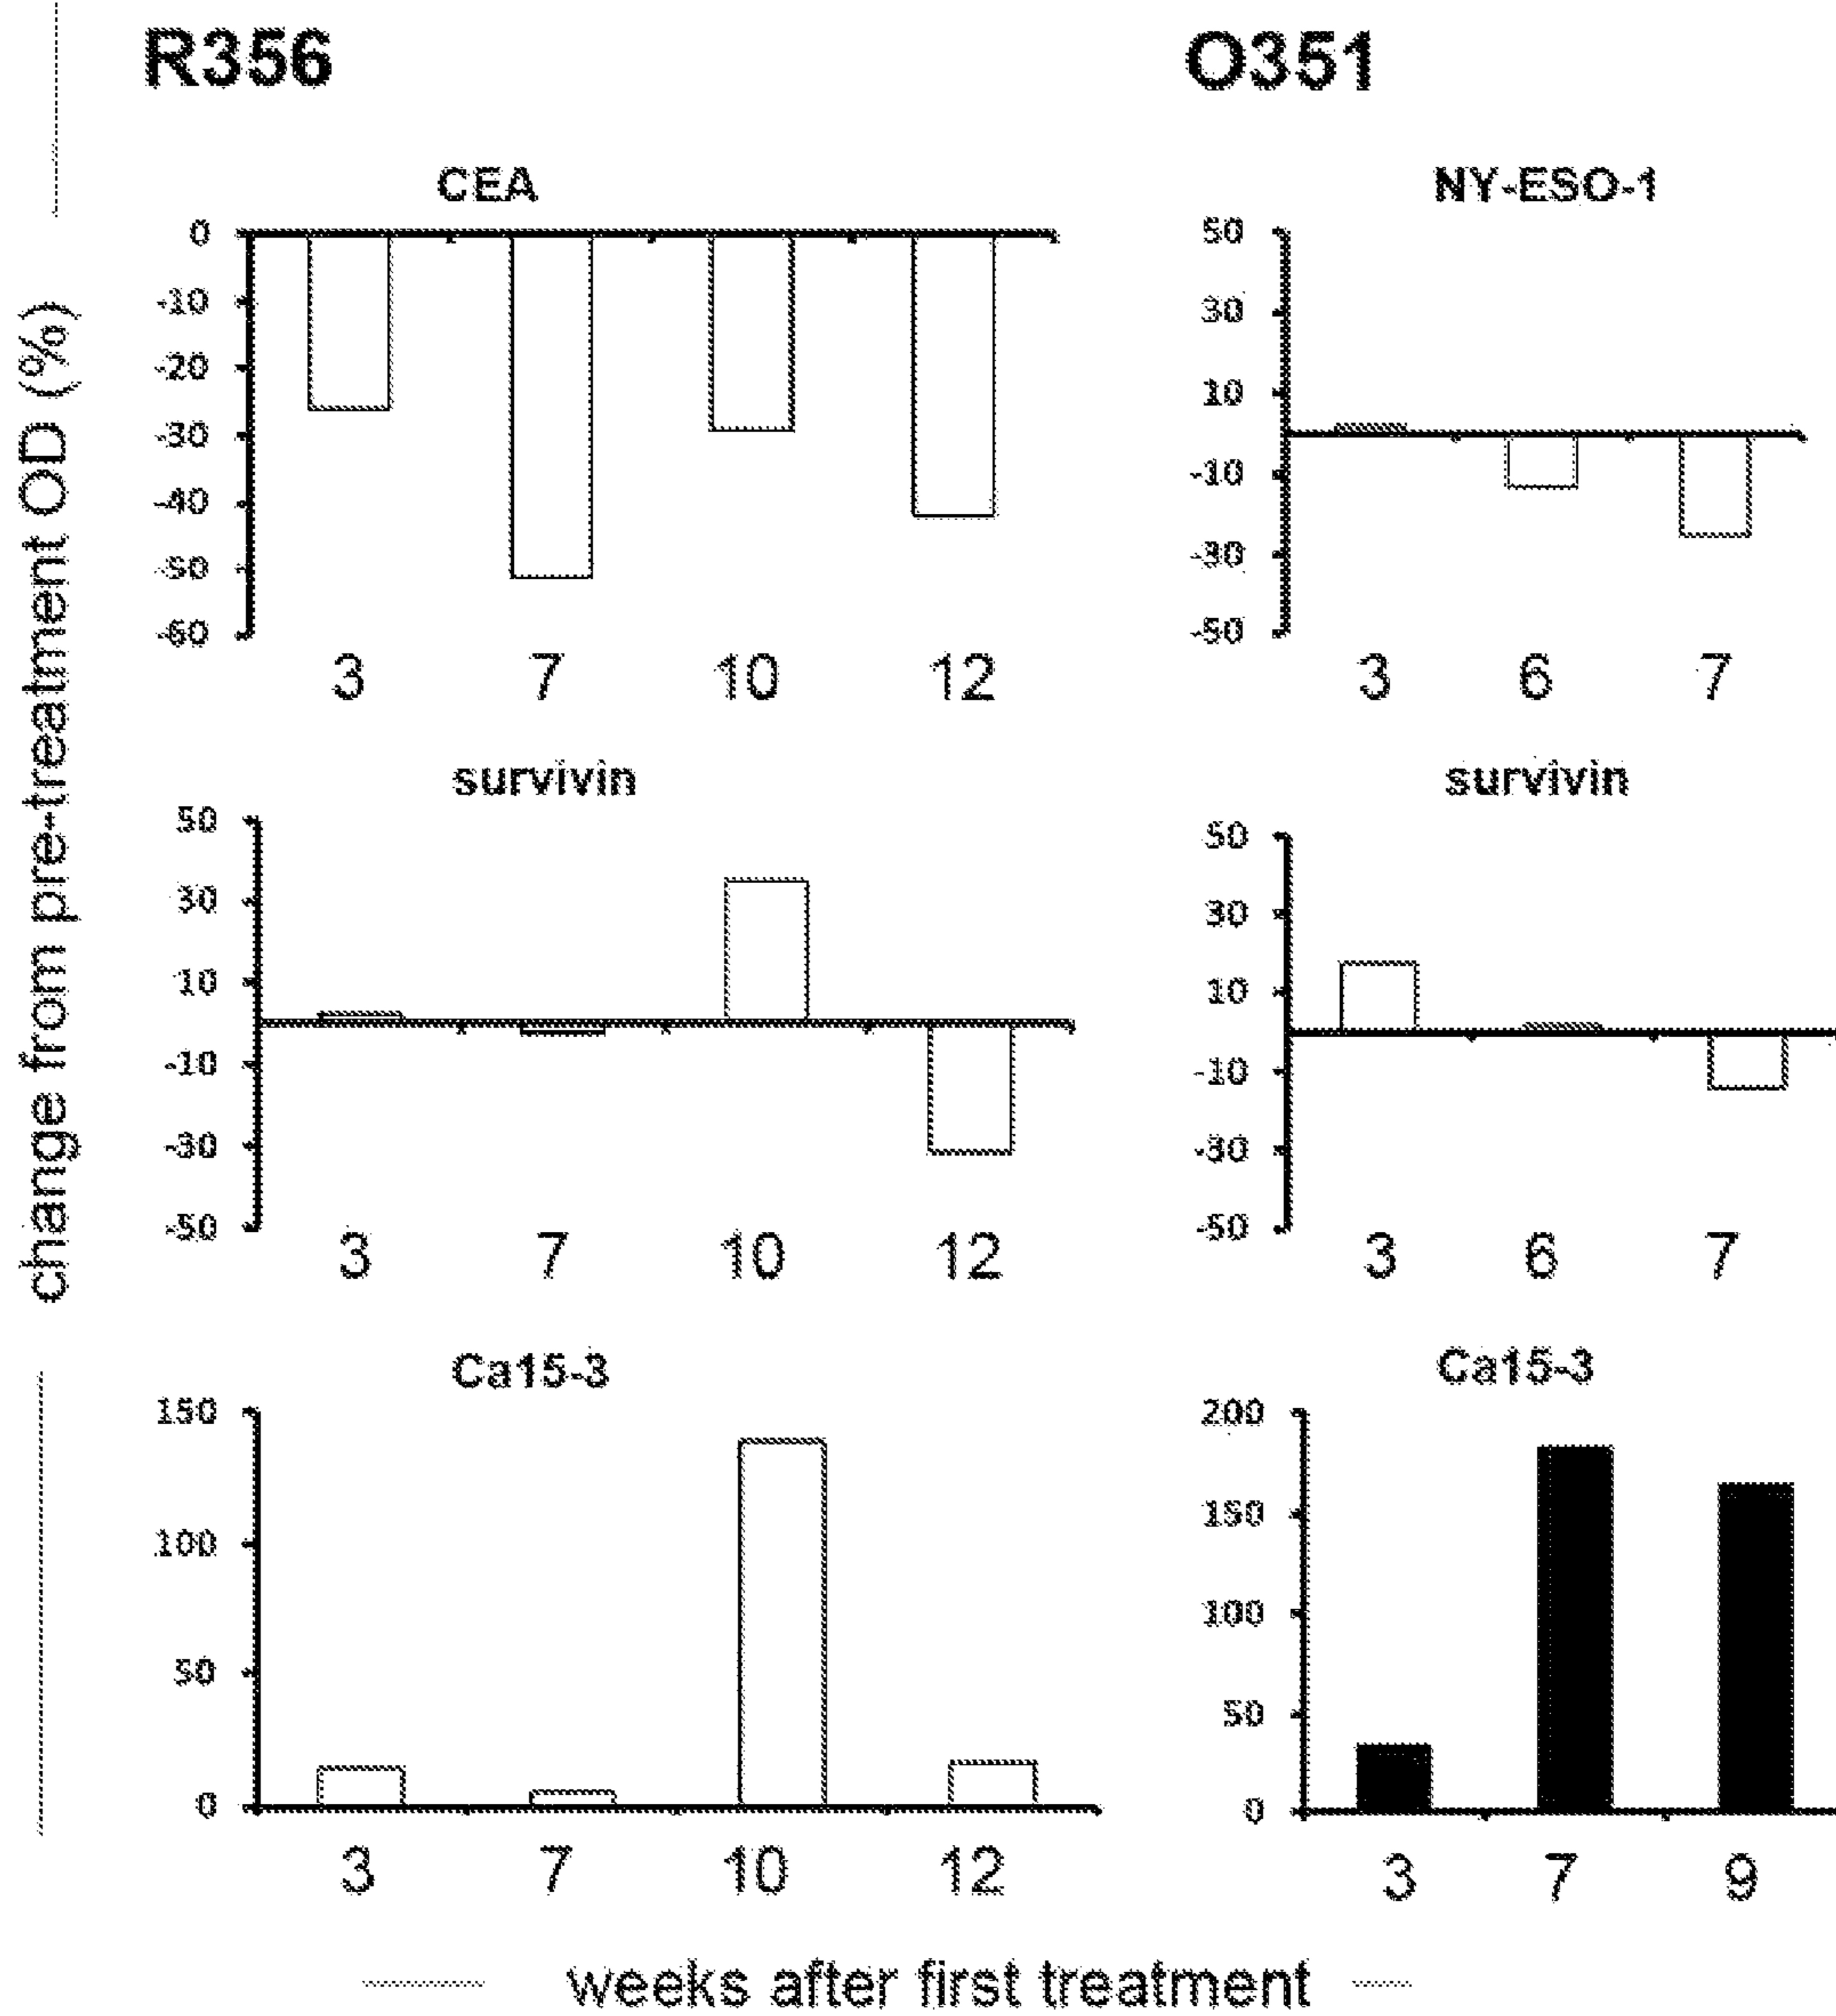 R356
O351
change from pre-treatment OD (%)
CEA
0
-10
-20
-30
-40
-50
-60
3 7 10 12
NY-ESO-1
50
30
10
-10
-30
-50
3 6 7
survivin
50
30
10
-10
-30
-50
3 7 10 12
survivin
50
30
10
-10
-30
-50
3 6 7
Ca15-3
150
100
50
0
3 7 10 12
Ca15-3
200
150
100
50
0
3 7 9
weeks after first treatment